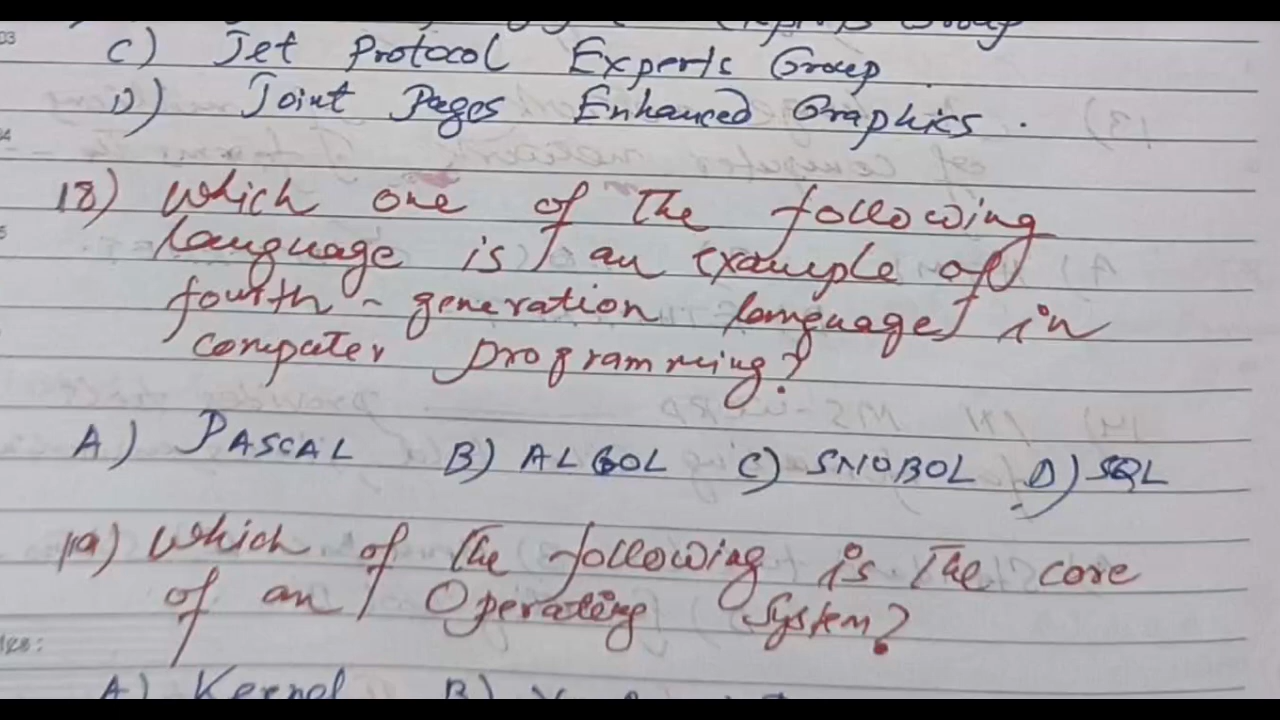 C) Jet Protocol Experts Group
D) Joint Pages Enhanced Graphics.
18) Which one of the following
language is an example of
fourth-generation language in
computer programming?
A) PASCAL B) ALGOL C) SNOBOL D) SQL
19) Which of the following is the core
of an Operating System?
A) Kernel B)